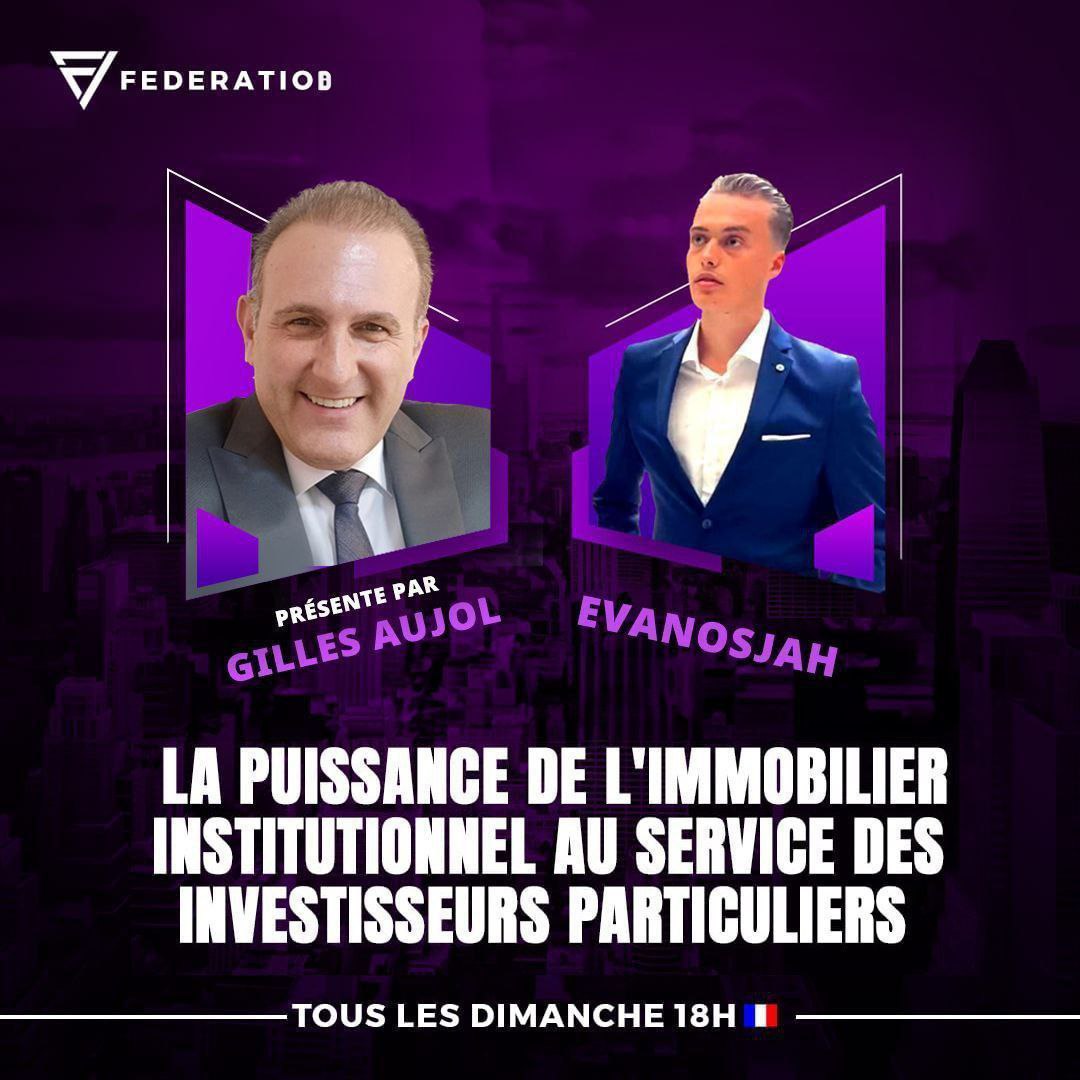 FEDERATIOB
PRÉSENTE PAR
GILLES AUJOL
EVANOSJAH
LA PUISSANCE DE L'IMMOBILIER
INSTITUTIONNEL AU SERVICE DES
INVESTISSEURS PARTICULIERS
TOUS LES DIMANCHE 18H